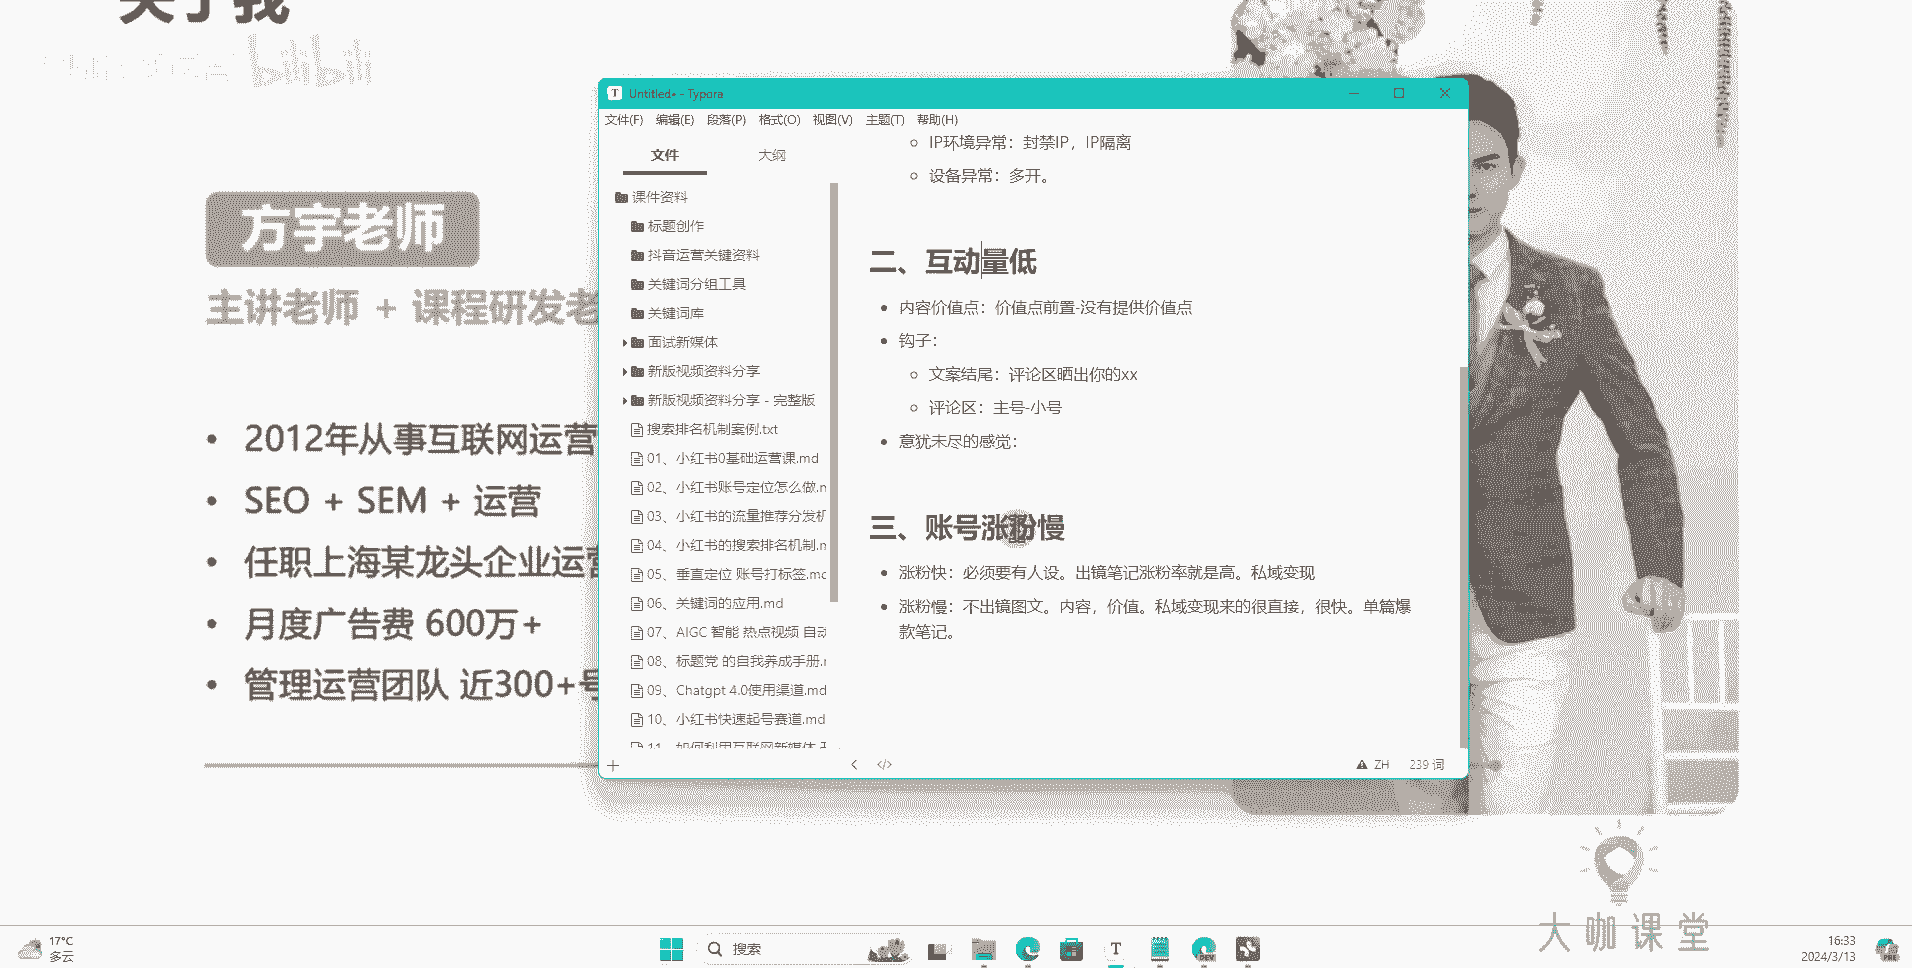 关于我
bilibili
方宇老师
主讲老师 + 课程研发老
2012年从事互联网运营
SEO + SEM + 运营
任职上海某龙头企业运营
月度广告费 600万+
管理运营团队 近300+号
Untitled• - Typora
文件(F) 编辑(E) 段落(P) 格式(O) 视图(V) 主题(T) 帮助(H)
文件 大纲
课件资料
标题创作
抖音运营关键资料
关键词分组工具
关键词库
面试新媒体
新版视频资料分享
新版视频资料分享 - 完整版
搜索排名机制案例.txt
01、小红书0基础运营课.md
02、小红书账号定位怎么做.m
03、小红书的流量推荐分发机
04、小红书的搜索排名机制.m
05、垂直定位 账号打标签.md
06、关键词的应用.md
07、AIGC 智能 热点视频 自动
08、标题党 的自我养成手册.m
09、Chatgpt 4.0使用渠道.md
10、小红书快速起号赛道.md
11、如何利用互联网新媒体
IP环境异常：封禁IP，IP隔离
设备异常：多开。
二、互动量低
内容价值点：价值点前置-没有提供价值点
钩子：
文案结尾：评论区晒出你的xx
评论区：主号-小号
意犹未尽的感觉：
三、账号涨粉慢
涨粉快：必须要有人设。出镜笔记涨粉率就是高。私域变现
涨粉慢：不出镜图文。内容，价值。私域变现来的很直接，很快。单篇爆
款笔记。
ZH 239 词
大咖课堂
17°C
多云
搜索
T
DEV
16:33
2024/3/13
PRE